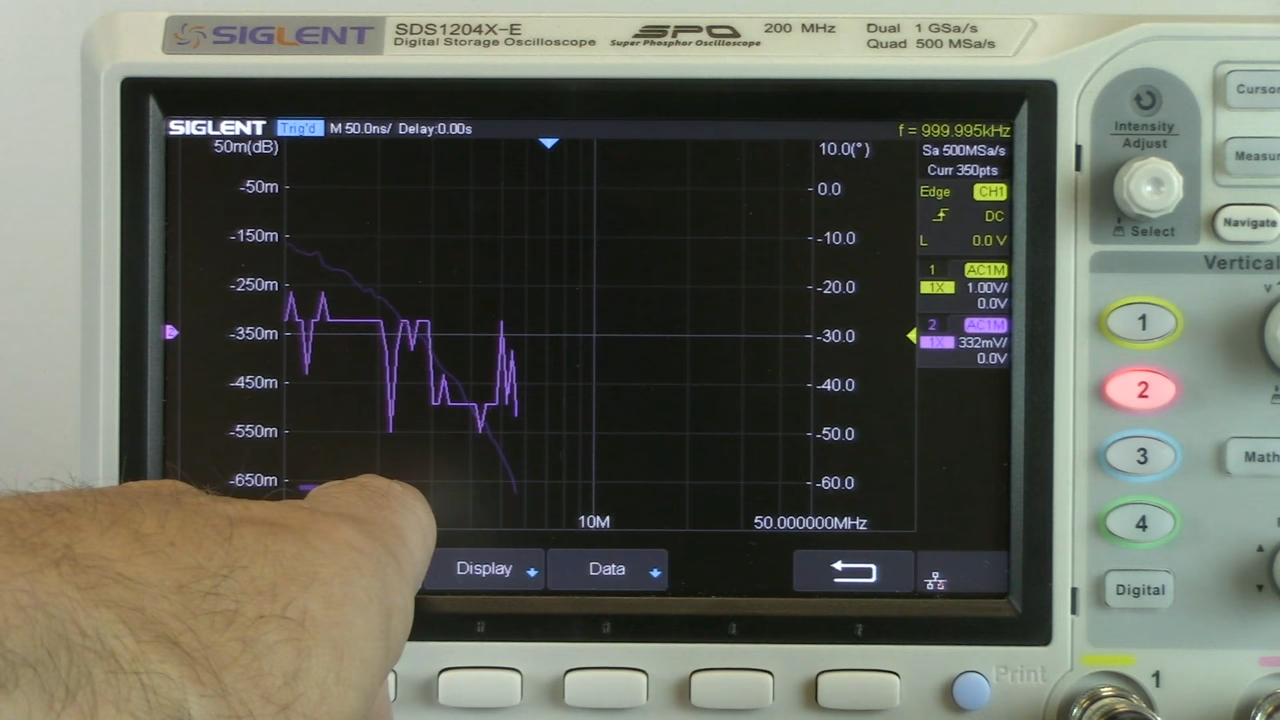 SIGLENT SDS1204X-E
Digital Storage Oscilloscope
SPO
Super Phosphor Oscilloscope
200 MHz
Dual 1 GSa/s
Quad 500 MSa/s
SIGLENT Trig'd M 50.0ns/ Delay:0.00s
f = 999.995kHz
50m(dB)
-50m
-150m
-250m
-350m
-450m
-550m
-650m
10.0(°)
0.0
-10.0
-20.0
-30.0
-40.0
-50.0
-60.0
10M
50.000000MHz
Sa 500MSa/s
Curr 350pts
Edge CH1
DC
L 0.0 V
1 AC1M
1X 1.00V/
0.0V
2 AC1M
1X 332mV/
0.0V
2
Display
Data
Intensity
Adjust
Select
Navigate
Vertical
1
2
3
4
Math
Digital
Print
1